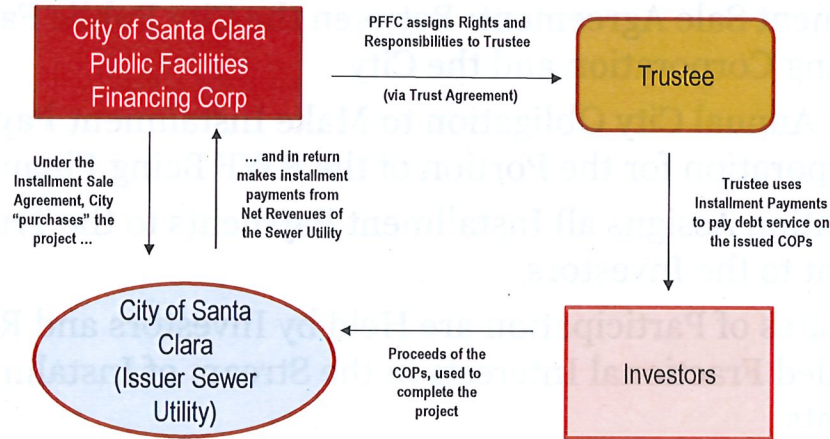 City of Santa Clara
Public Facilities
Financing Corp
PFFC assigns Rights and
Responsibilities to Trustee
(via Trust Agreement)
Trustee
Under the
Installment Sale
Agreement, City
“purchases” the
project ...
... and in return
makes installment
payments from
Net Revenues of
the Sewer Utility
Trustee uses
Installment Payments
to pay debt service on
the issued COPs
City of Santa
Clara
(Issuer Sewer
Utility)
Proceeds of the
COPs, used to
complete the
project
Investors